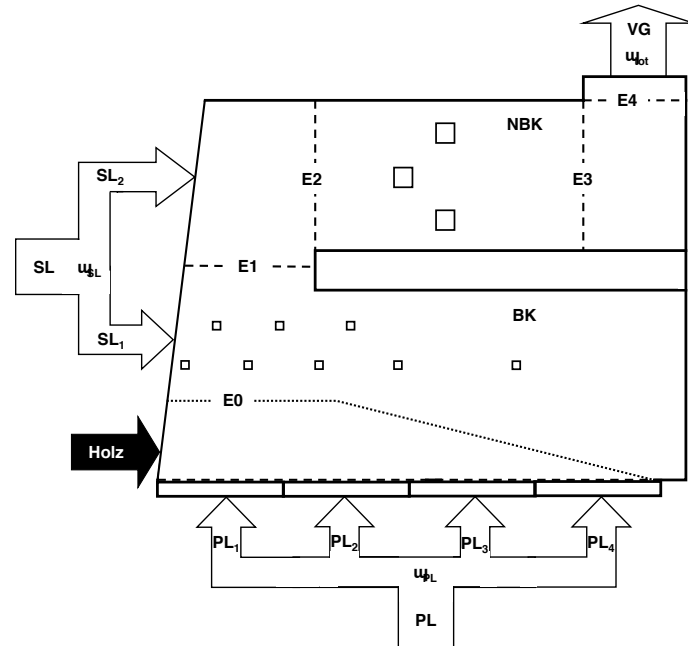 VG
ψtot
E4
NBK
SL2
E2
E3
SL
ψSL
E1
SL1
BK
E0
Holz
PL1
PL2
PL3
PL4
ψPL
PL